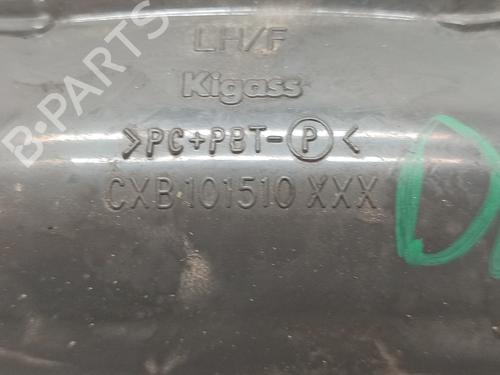 B-PARTS
LH/F
Kigass
>PC+PBT-(P)<
CXB 101510 XXX